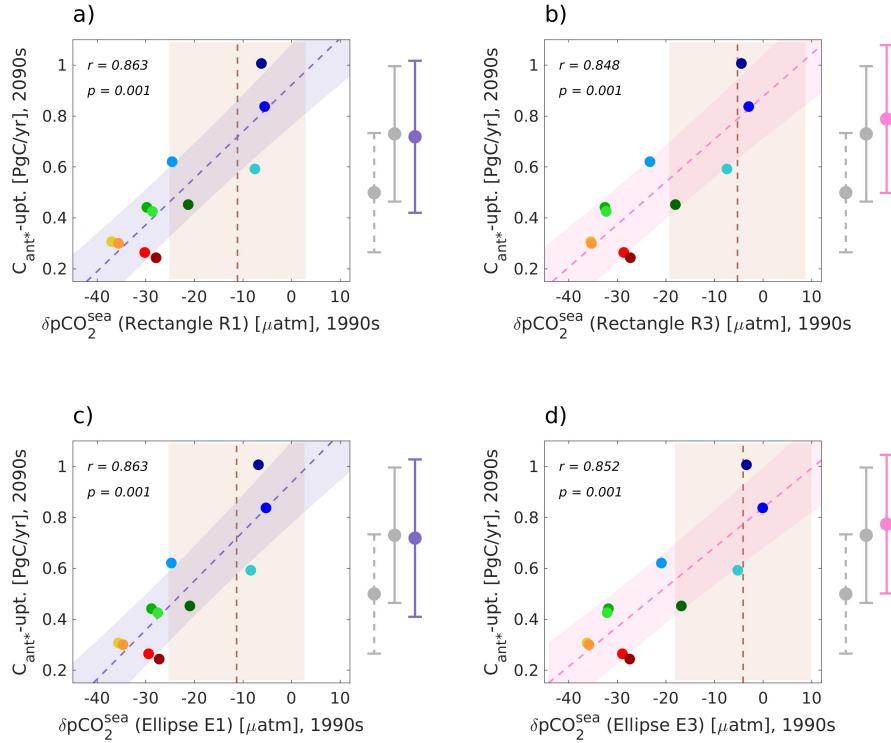 a)
r = 0.863
p = 0.001
C_ant*-upt. [PgC/yr], 2090s
1
0.8
0.6
0.4
0.2
-40 -30 -20 -10 0 10
δpCO₂^sea (Rectangle R1) [μatm], 1990s
b)
r = 0.848
p = 0.001
C_ant*-upt. [PgC/yr], 2090s
1
0.8
0.6
0.4
0.2
-40 -30 -20 -10 0 10
δpCO₂^sea (Rectangle R3) [μatm], 1990s
c)
r = 0.863
p = 0.001
C_ant*-upt. [PgC/yr], 2090s
1
0.8
0.6
0.4
0.2
-40 -30 -20 -10 0 10
δpCO₂^sea (Ellipse E1) [μatm], 1990s
d)
r = 0.852
p = 0.001
C_ant*-upt. [PgC/yr], 2090s
1
0.8
0.6
0.4
0.2
-40 -30 -20 -10 0 10
δpCO₂^sea (Ellipse E3) [μatm], 1990s